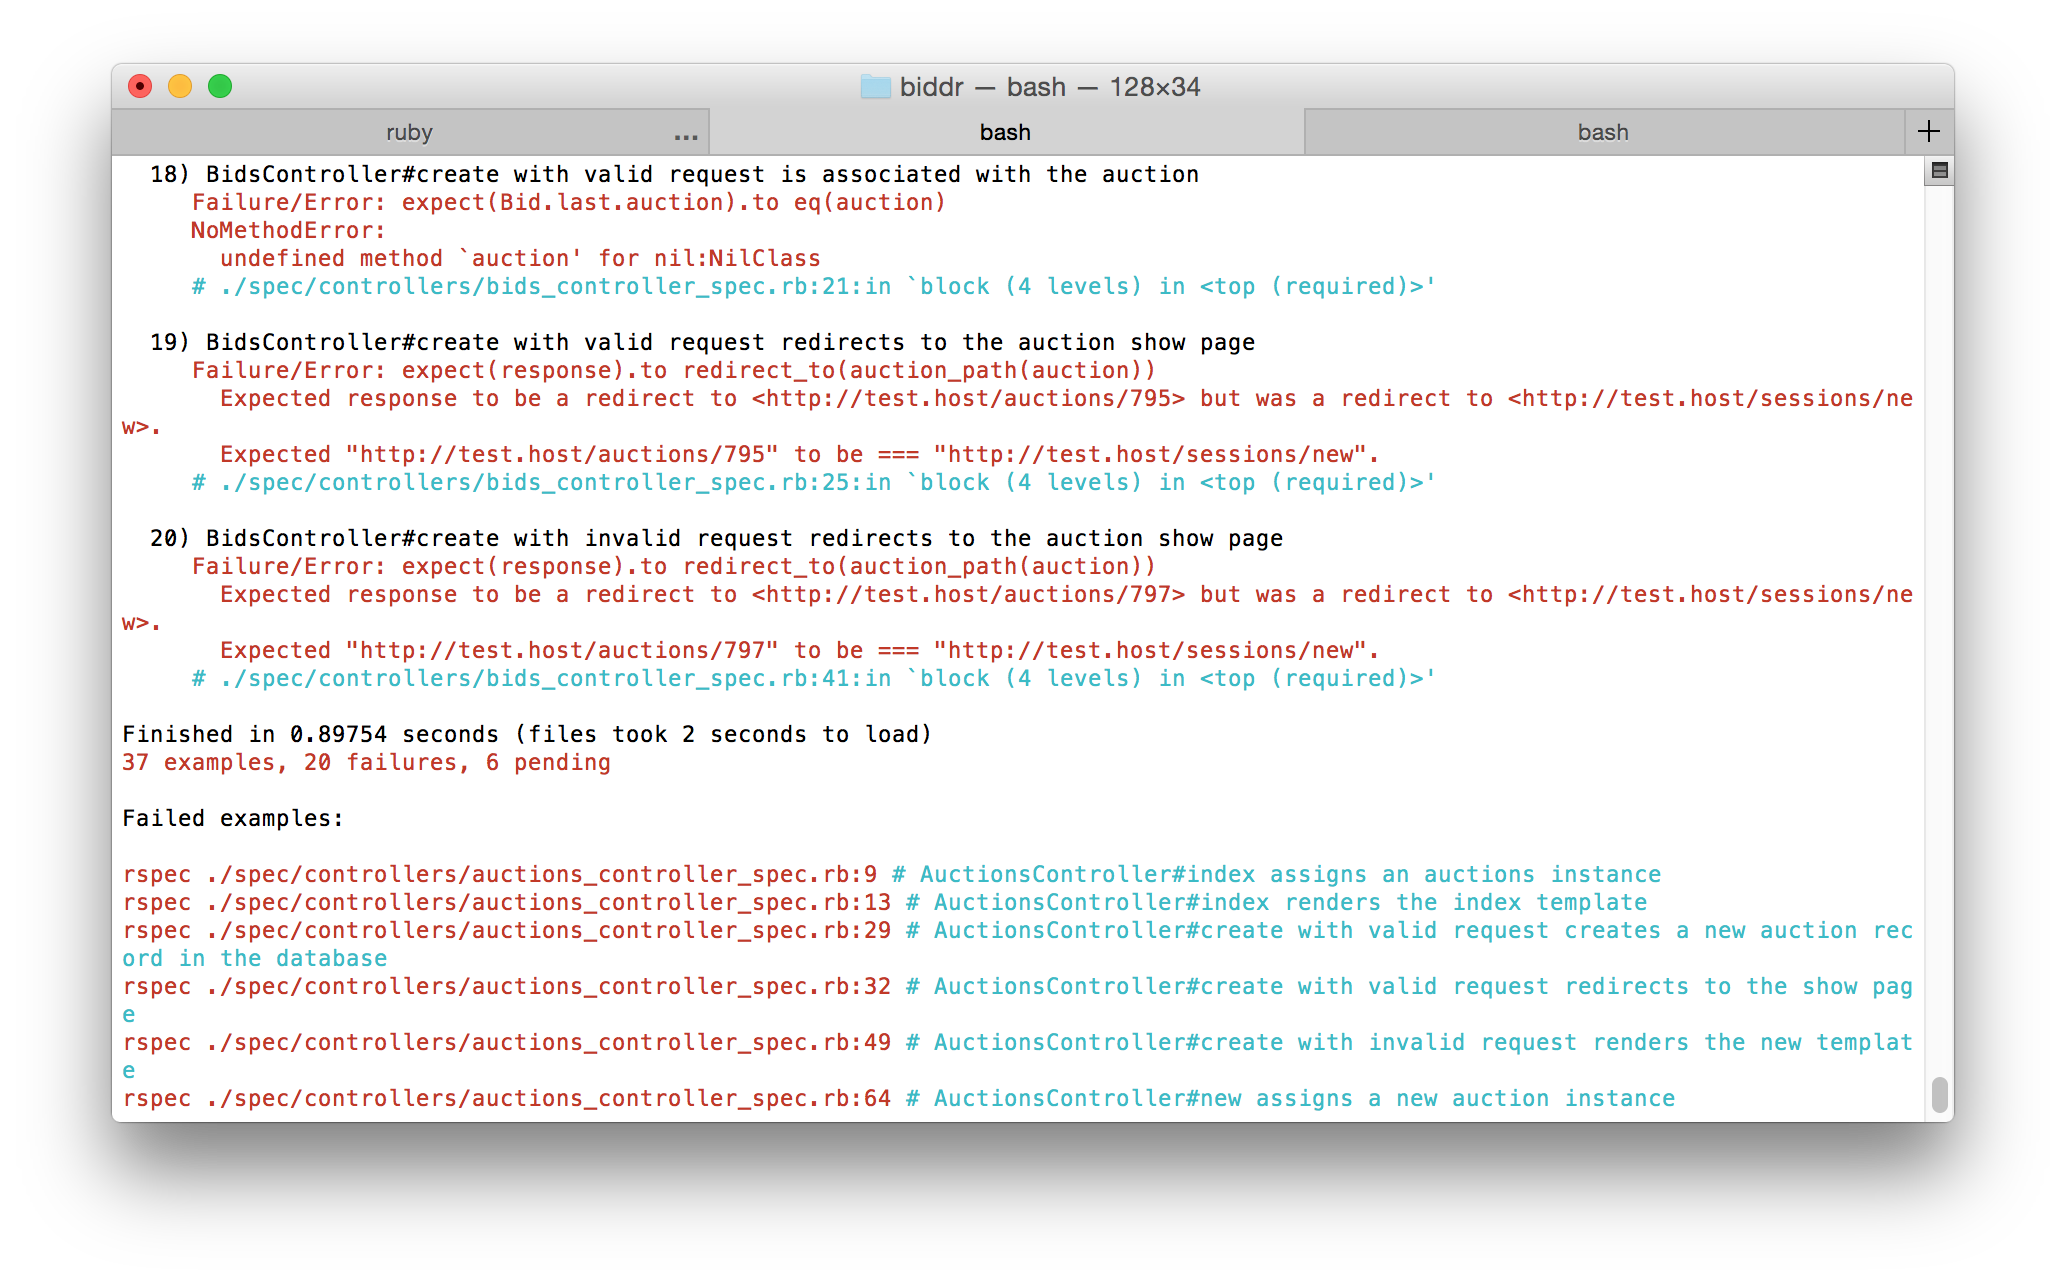 biddr — bash — 128×34
ruby ... bash bash +
18) BidsController#create with valid request is associated with the auction
Failure/Error: expect(Bid.last.auction).to eq(auction)
NoMethodError:
undefined method `auction' for nil:NilClass
# ./spec/controllers/bids_controller_spec.rb:21:in `block (4 levels) in <top (required)>'
19) BidsController#create with valid request redirects to the auction show page
Failure/Error: expect(response).to redirect_to(auction_path(auction))
Expected response to be a redirect to <http://test.host/auctions/795> but was a redirect to <http://test.host/sessions/ne
w>.
Expected "http://test.host/auctions/795" to be === "http://test.host/sessions/new".
# ./spec/controllers/bids_controller_spec.rb:25:in `block (4 levels) in <top (required)>'
20) BidsController#create with invalid request redirects to the auction show page
Failure/Error: expect(response).to redirect_to(auction_path(auction))
Expected response to be a redirect to <http://test.host/auctions/797> but was a redirect to <http://test.host/sessions/ne
w>.
Expected "http://test.host/auctions/797" to be === "http://test.host/sessions/new".
# ./spec/controllers/bids_controller_spec.rb:41:in `block (4 levels) in <top (required)>'
Finished in 0.89754 seconds (files took 2 seconds to load)
37 examples, 20 failures, 6 pending
Failed examples:
rspec ./spec/controllers/auctions_controller_spec.rb:9 # AuctionsController#index assigns an auctions instance
rspec ./spec/controllers/auctions_controller_spec.rb:13 # AuctionsController#index renders the index template
rspec ./spec/controllers/auctions_controller_spec.rb:29 # AuctionsController#create with valid request creates a new auction rec
ord in the database
rspec ./spec/controllers/auctions_controller_spec.rb:32 # AuctionsController#create with valid request redirects to the show pag
e
rspec ./spec/controllers/auctions_controller_spec.rb:49 # AuctionsController#create with invalid request renders the new templat
e
rspec ./spec/controllers/auctions_controller_spec.rb:64 # AuctionsController#new assigns a new auction instance